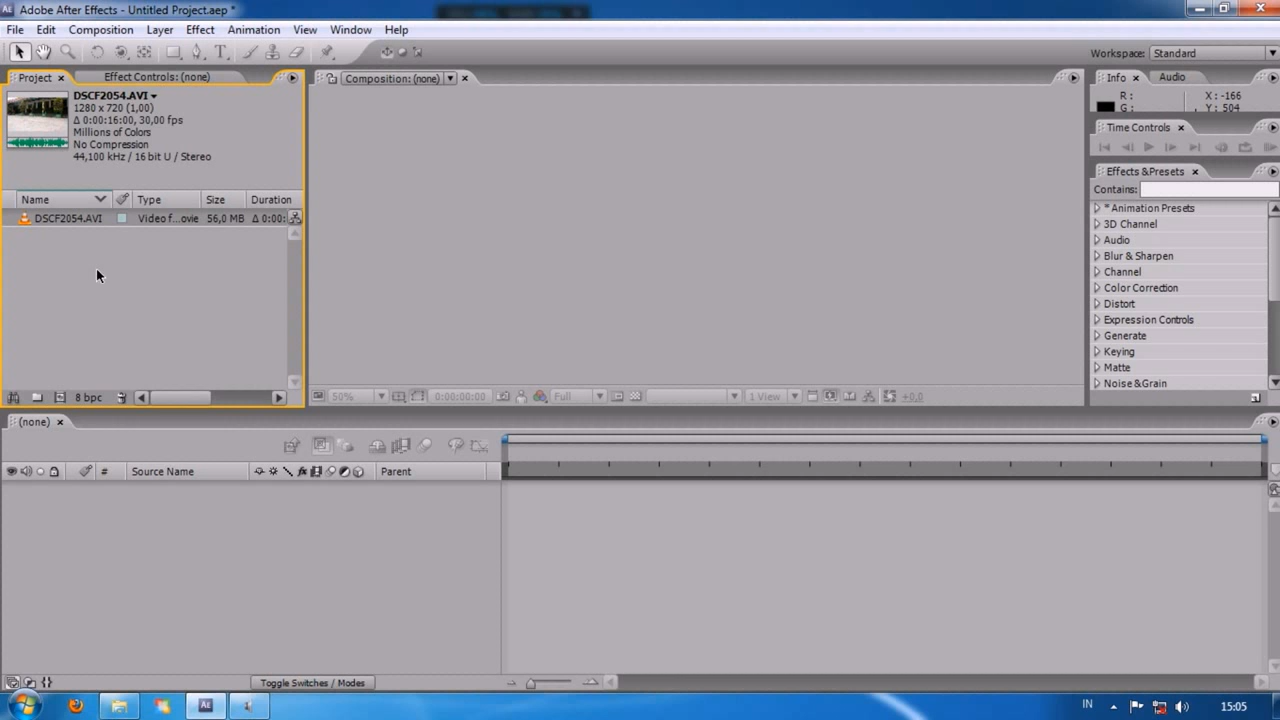 Adobe After Effects - Untitled Project.aep *
File Edit Composition Layer Effect Animation View Window Help
Workspace: Standard
Project Effect Controls: (none) Composition: (none) Info Audio
DSCF2054.AVI
1280 x 720 (1,00)
Δ 0:00:16:00, 30,00 fps
Millions of Colors
No Compression
44,100 kHz / 16 bit U / Stereo
R : X : -166
G : Y : 504
Time Controls
Effects & Presets
Contains:
Name Type Size Duration
DSCF2054.AVI Video f...ovie 56,0 MB Δ 0:00:
* Animation Presets
3D Channel
Audio
Blur & Sharpen
Channel
Color Correction
Distort
Expression Controls
Generate
Keying
Matte
Noise & Grain
8 bpc 50% 0:00:00:00 Full 1 View +0,0
(none)
# Source Name Parent
Toggle Switches / Modes
IN 15:05